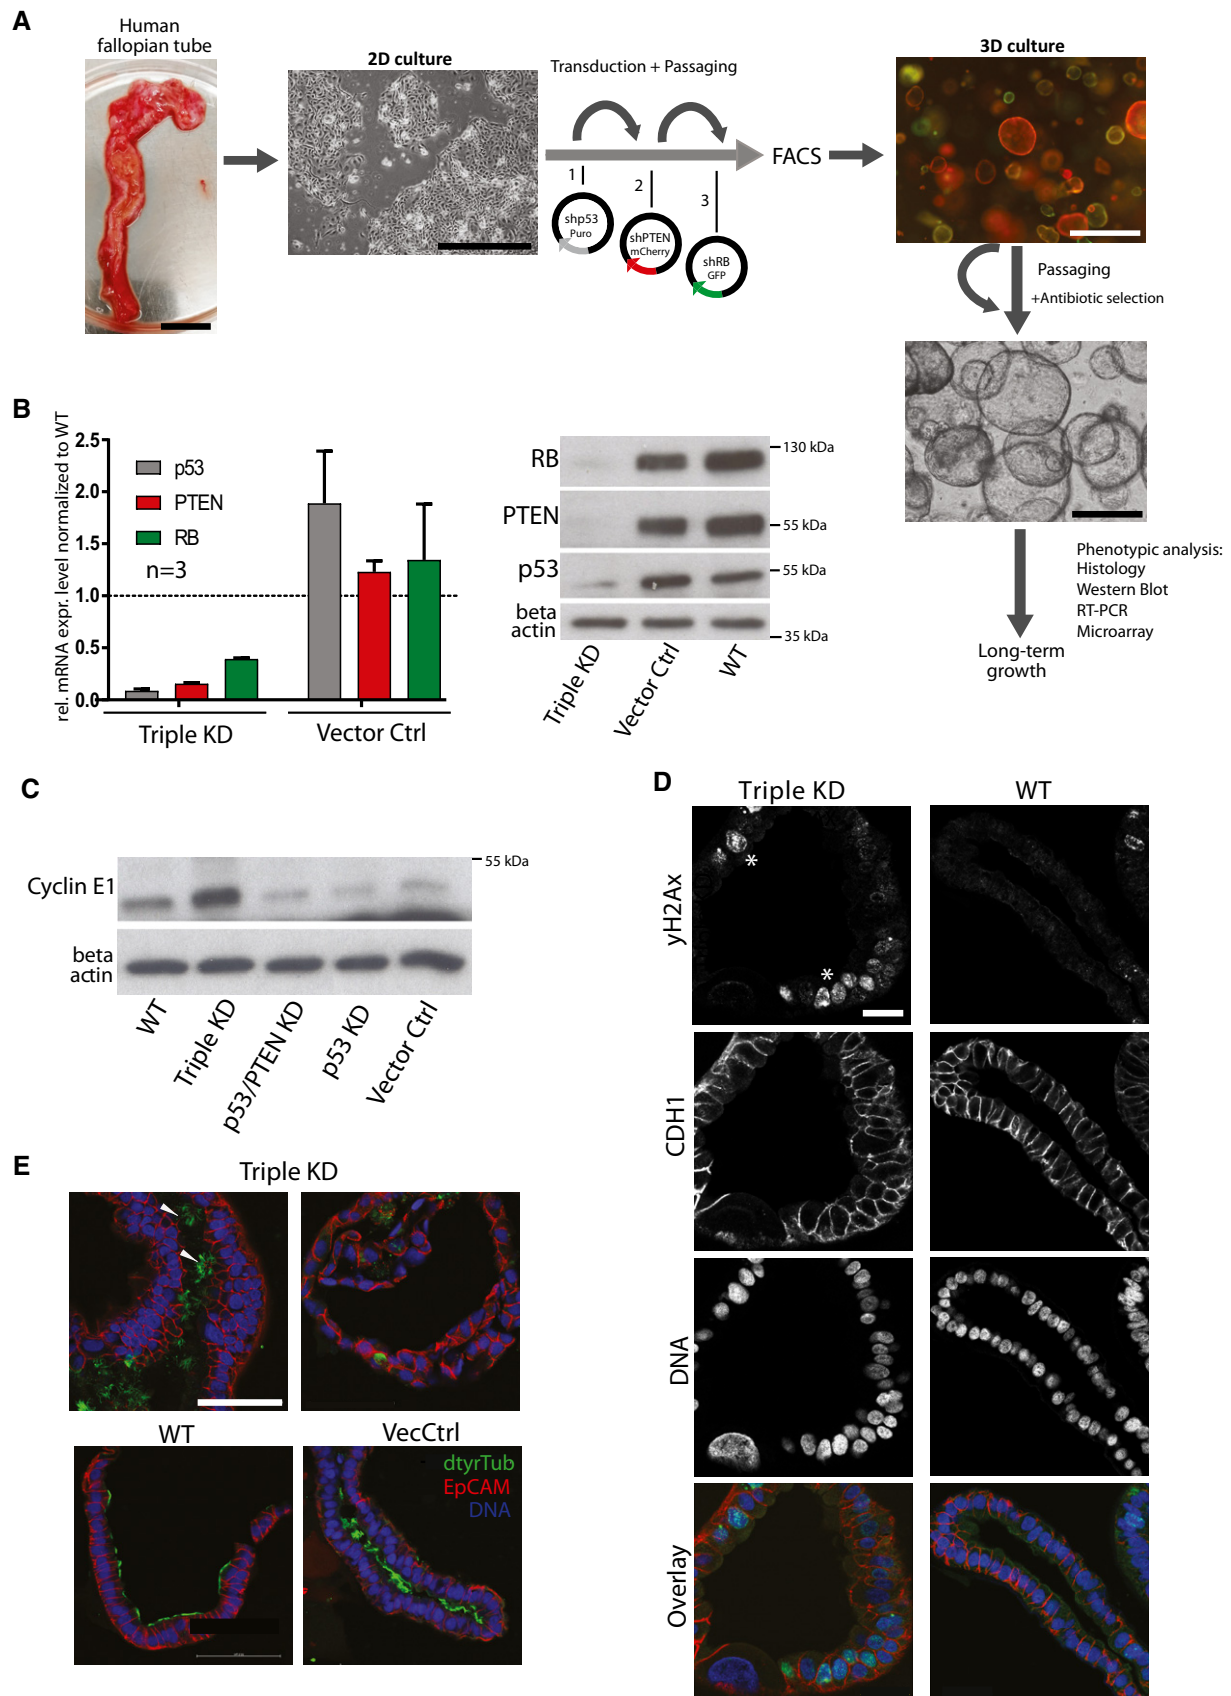 A
Human
fallopian tube
2D culture
Transduction + Passaging
1
shp53
Puro
2
shPTEN
mCherry
3
shRB
GFP
FACS
3D culture
Passaging
+Antibiotic selection
Phenotypic analysis:
Histology
Western Blot
RT-PCR
Microarray
Long-term
growth
B
rel. mRNA expr. level normalized to WT
2.5
2.0
1.5
1.0
0.5
0.0
p53
PTEN
RB
n=3
Triple KD
Vector Ctrl
RB
PTEN
p53
beta
actin
130 kDa
55 kDa
55 kDa
35 kDa
Triple KD
Vector Ctrl
WT
C
Cyclin E1
beta
actin
55 kDa
WT
Triple KD
p53/PTEN KD
p53 KD
Vector Ctrl
D
Triple KD
WT
yH2Ax
*
*
CDH1
DNA
Overlay
E
Triple KD
WT
VecCtrl
dtyrTub
EpCAM
DNA